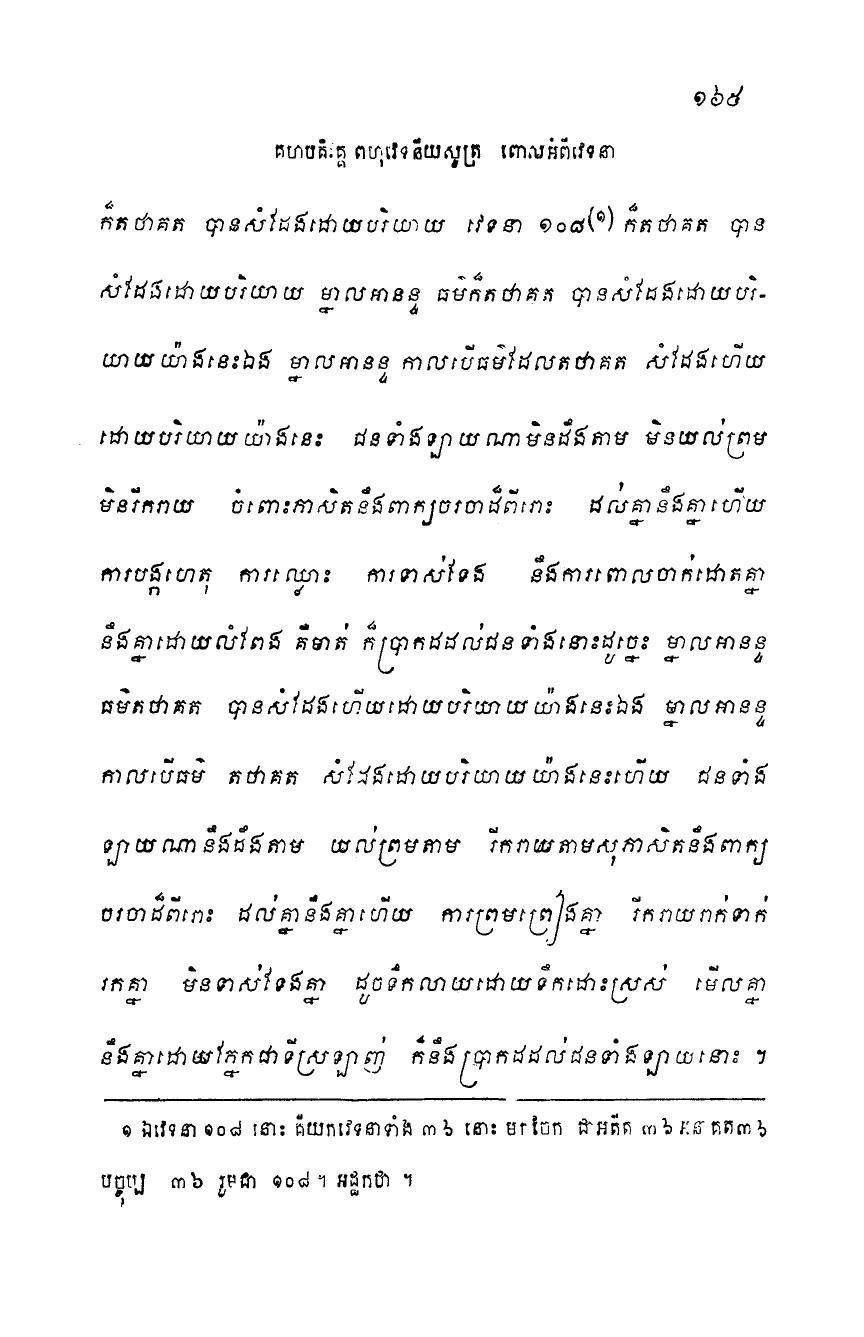 ១៦៥
គហបតិវគ្គ ពហុវេទនីយសូត្រ ពោលអំពីវេទនា
ក៏តថាគត បានសំដែងដោយបរិយាយ វេទនា ១០៨(១) ក៏តថាគត បាន
សំដែងដោយបរិយាយ ម្នាលអានន្ទ ធម៌ក៏តថាគត បានសំដែងដោយបរិ-
យាយយ៉ាងនេះឯង ម្នាលអានន្ទ កាលបើធម៌ដែលតថាគត សំដែងហើយ
ដោយបរិយាយយ៉ាងនេះ ជនទាំងឡាយណាមិនដឹងតាម មិនយល់ព្រម
មិនរីករាយ ចំពោះភាសិតនឹងពាក្យចរចាដ៏ពីរោះ ដល់គ្នានឹងគ្នាហើយ
ការបង្កហេតុ ការឈ្លោះ ការទាស់ទែង នឹងការពោលចាក់ដោតគ្នា
នឹងគ្នាដោយលំពែង គឺមាត់ ក៏ប្រាកដដល់ជនទាំងនោះដូច្នេះ ម្នាលអានន្ទ
ធម៌តថាគត បានសំដែងហើយដោយបរិយាយយ៉ាងនេះឯង ម្នាលអានន្ទ
កាលបើធម៌ តថាគត សំដែងដោយបរិយាយយ៉ាងនេះហើយ ជនទាំង
ឡាយណានឹងដឹងតាម យល់ព្រមតាម រីករាយតាមសុភាសិតនឹងពាក្យ
ចរចាដ៏ពីរោះ ដល់គ្នានឹងគ្នាហើយ ការព្រមព្រៀងគ្នា រីករាយរាក់ទាក់
រកគ្នា មិនទាស់ទែងគ្នា ដូចទឹកលាយដោយទឹកដោះស្រស់ មើលគ្នា
នឹងគ្នាដោយភ្នែកជាទីស្រឡាញ់ ក៏នឹងប្រាកដដល់ជនទាំងឡាយនោះ ។
១ ឯវេទនា ១០៨ នោះ គឺយកវេទនាទាំង ៣៦ នោះ មកចែក ជាអតីត ៣៦ អនាគត៣៦
បច្ចុប្បន្ន ៣៦ រួមជា ១០៨។ អដ្ឋកថា ។